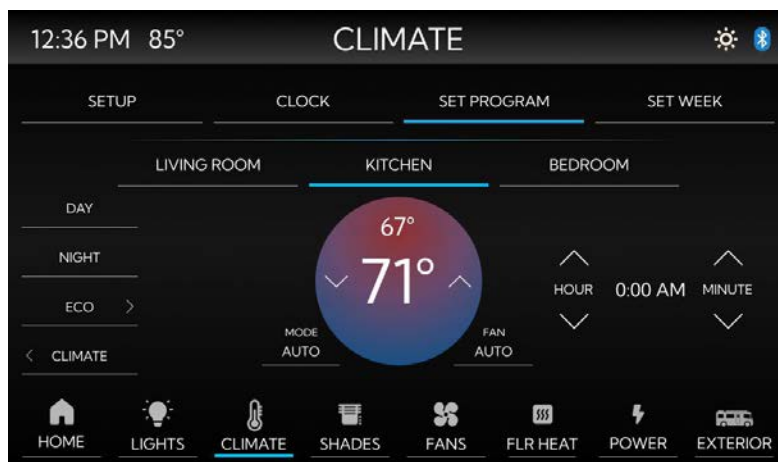 12:36 PM 85° CLIMATE
SETUP CLOCK SET PROGRAM SET WEEK
LIVING ROOM KITCHEN BEDROOM
DAY
67°
NIGHT
71°
HOUR 0:00 AM MINUTE
ECO
MODE FAN
AUTO AUTO
CLIMATE
HOME LIGHTS CLIMATE SHADES FANS FLR HEAT POWER EXTERIOR